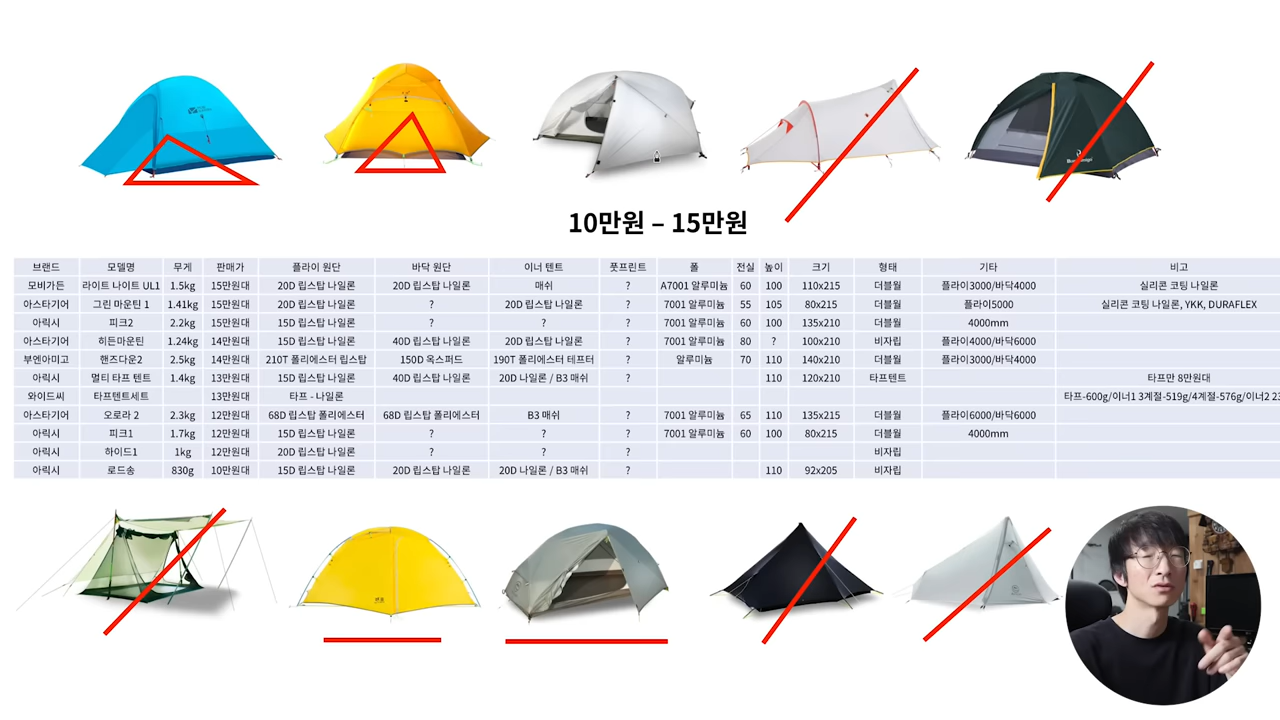 10만원 – 15만원
브랜드 모델명 무게 판매가 플라이 원단 바닥 원단 이너 텐트 풋프린트 폴 전실 높이 크기 형태 기타 비고
모비가든 라이트 나이트 UL1 1.5kg 15만원대 20D 립스탑 나일론 20D 립스탑 나일론 매쉬 ? A7001 알루미늄 60 100 110x215 더블월 플라이3000/바닥4000 실리콘 코팅 나일론
아스타기어 그린 마운틴 1 1.41kg 15만원대 20D 립스탑 나일론 ? 20D 립스탑 나일론 ? 7001 알루미늄 55 105 80x215 더블월 플라이5000 실리콘 코팅 나일론, YKK, DURAFLEX
아릭시 피크2 2.2kg 15만원대 15D 립스탑 나일론 ? ? ? 7001 알루미늄 60 100 135x210 더블월 4000mm
아스타기어 히든마운틴 1.24kg 14만원대 15D 립스탑 나일론 40D 립스탑 나일론 20D 립스탑 나일론 ? 7001 알루미늄 80 ? 100x210 비자립 플라이4000/바닥6000
부엔아미고 핸즈다운2 2.5kg 14만원대 210T 폴리에스터 립스탑 150D 옥스퍼드 190T 폴리에스터 테프터 ? 알루미늄 70 110 140x210 더블월 플라이3000/바닥4000
아릭시 멀티 타프 텐트 1.4kg 13만원대 15D 립스탑 나일론 40D 립스탑 나일론 20D 나일론 / B3 매쉬 ? 110 120x210 타프텐트 타프만 8만원대
와이드씨 타프텐트세트 13만원대 타프 - 나일론 타프-600g/이너1 3계절-519g/4계절-576g/이너2 23
아스타기어 오로라 2 2.3kg 12만원대 68D 립스탑 폴리에스터 68D 립스탑 폴리에스터 B3 매쉬 ? 7001 알루미늄 65 110 135x215 더블월 플라이6000/바닥6000
아릭시 피크1 1.7kg 12만원대 15D 립스탑 나일론 ? ? ? 7001 알루미늄 60 100 80x215 더블월 4000mm
아릭시 하이드1 1kg 12만원대 20D 립스탑 나일론 ? ? ? 비자립
아릭시 로드송 830g 10만원대 15D 립스탑 나일론 20D 립스탑 나일론 20D 나일론 / B3 매쉬 ? 110 92x205 비자립